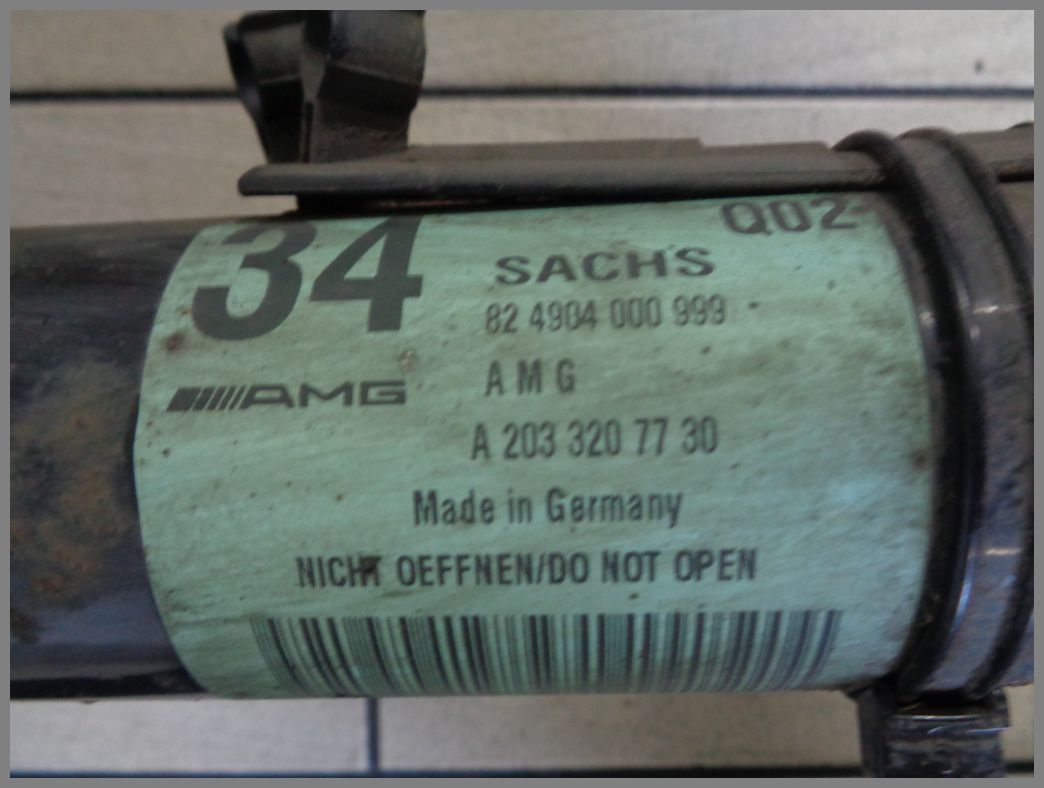 34
Q02-
SACHS
82 4904 000 999 -
AMG
A M G
A 203 320 77 30
Made in Germany
NICHT OEFFNEN/DO NOT OPEN